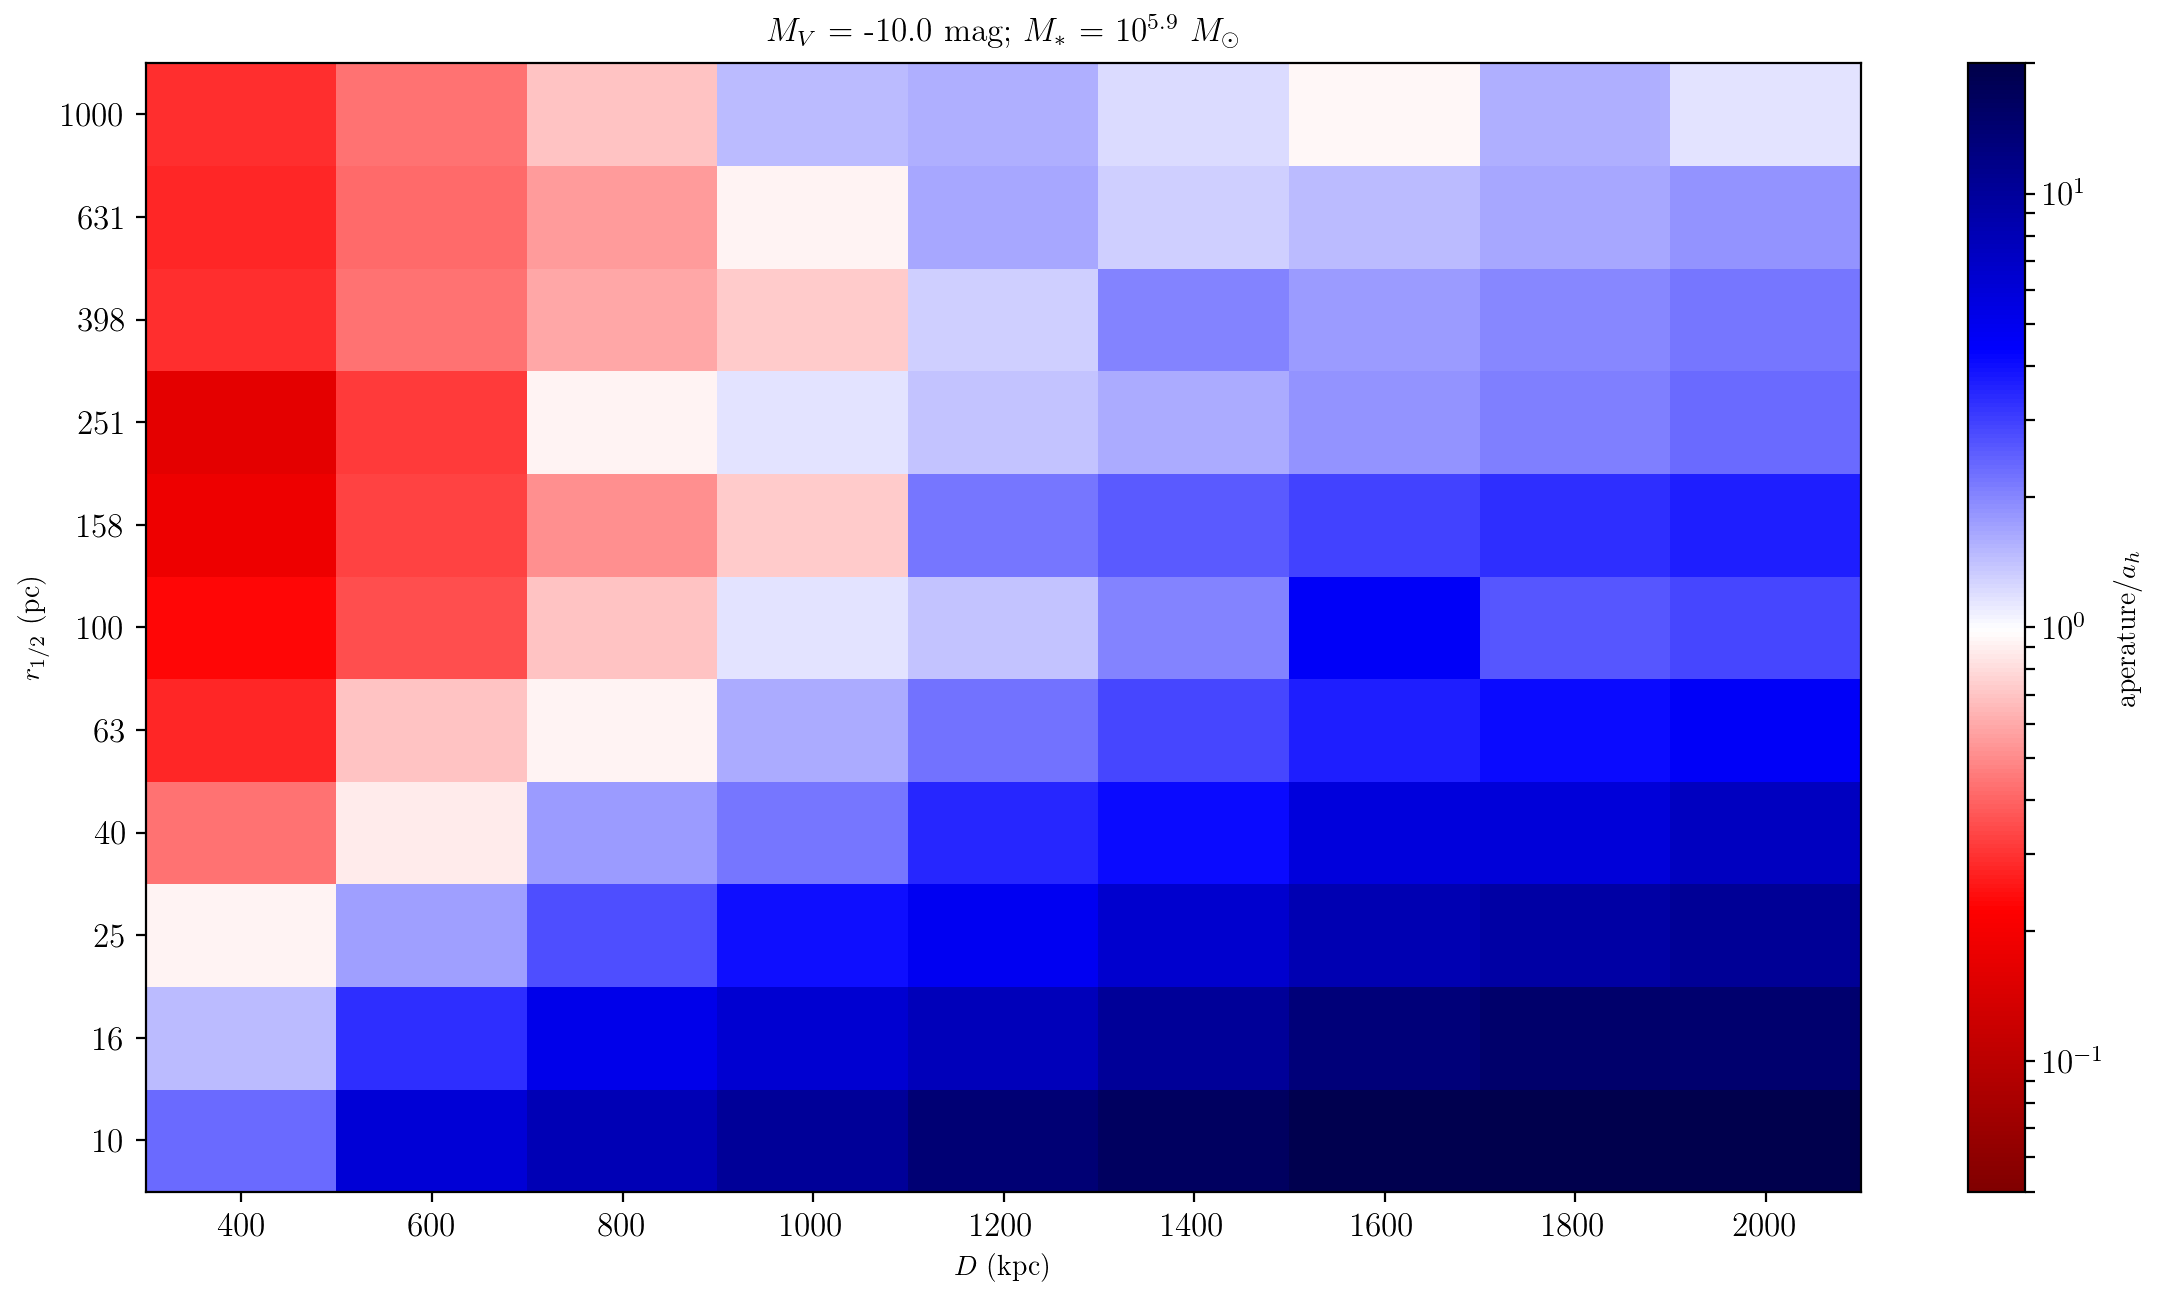 M_V = -10.0 mag; M_* = 10^{5.9} M_⊙
1000
631
398
251
158
100
63
40
25
16
10
r_{1/2} (pc)
400 600 800 1000 1200 1400 1600 1800 2000
D (kpc)
10^1
10^0
10^{-1}
aperature/a_h